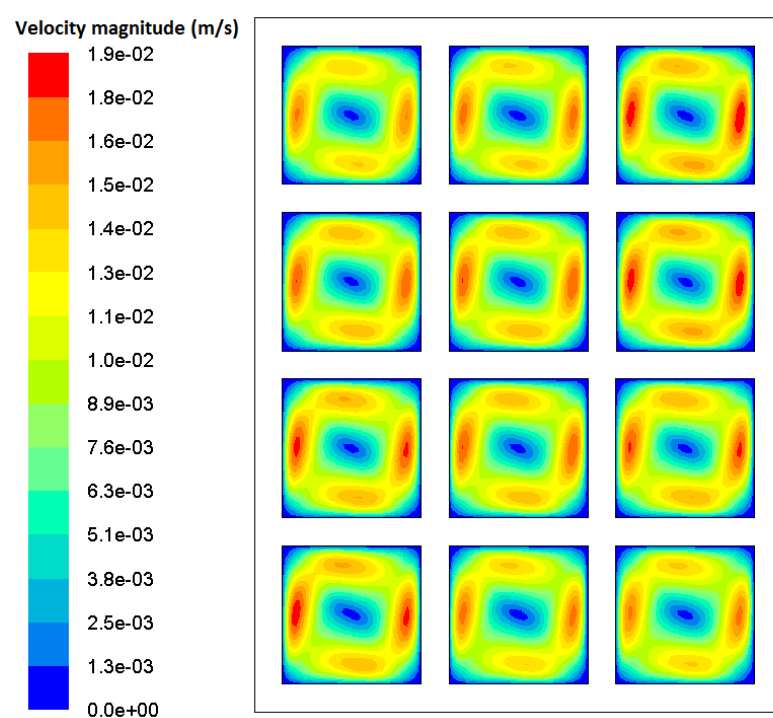 Velocity magnitude (m/s)
1.9e-02
1.8e-02
1.6e-02
1.5e-02
1.4e-02
1.3e-02
1.1e-02
1.0e-02
8.9e-03
7.6e-03
6.3e-03
5.1e-03
3.8e-03
2.5e-03
1.3e-03
0.0e+00